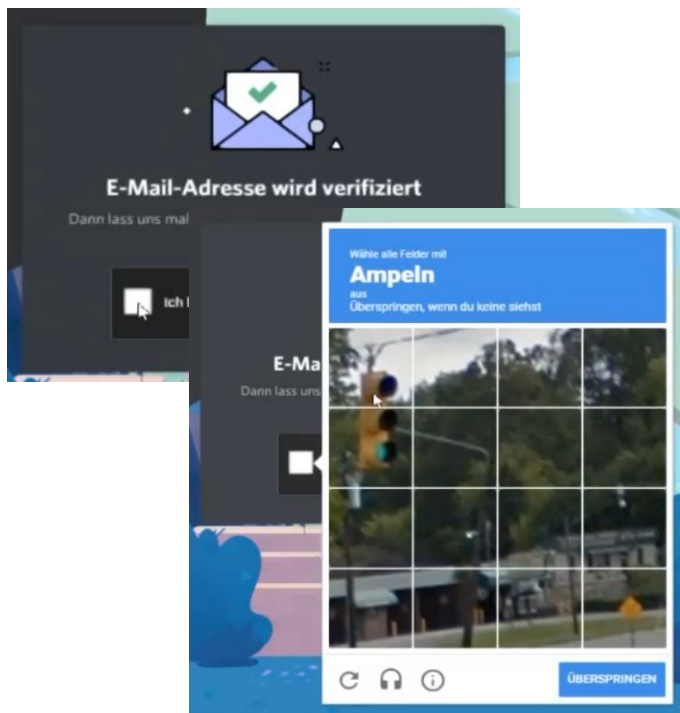 E-Mail-Adresse wird verifiziert
Dann lass uns mal
Ich
E-Ma
Dann lass uns
Wähle alle Felder mit
Ampeln
aus
Überspringen, wenn du keine siehst
ÜBERSPRINGEN